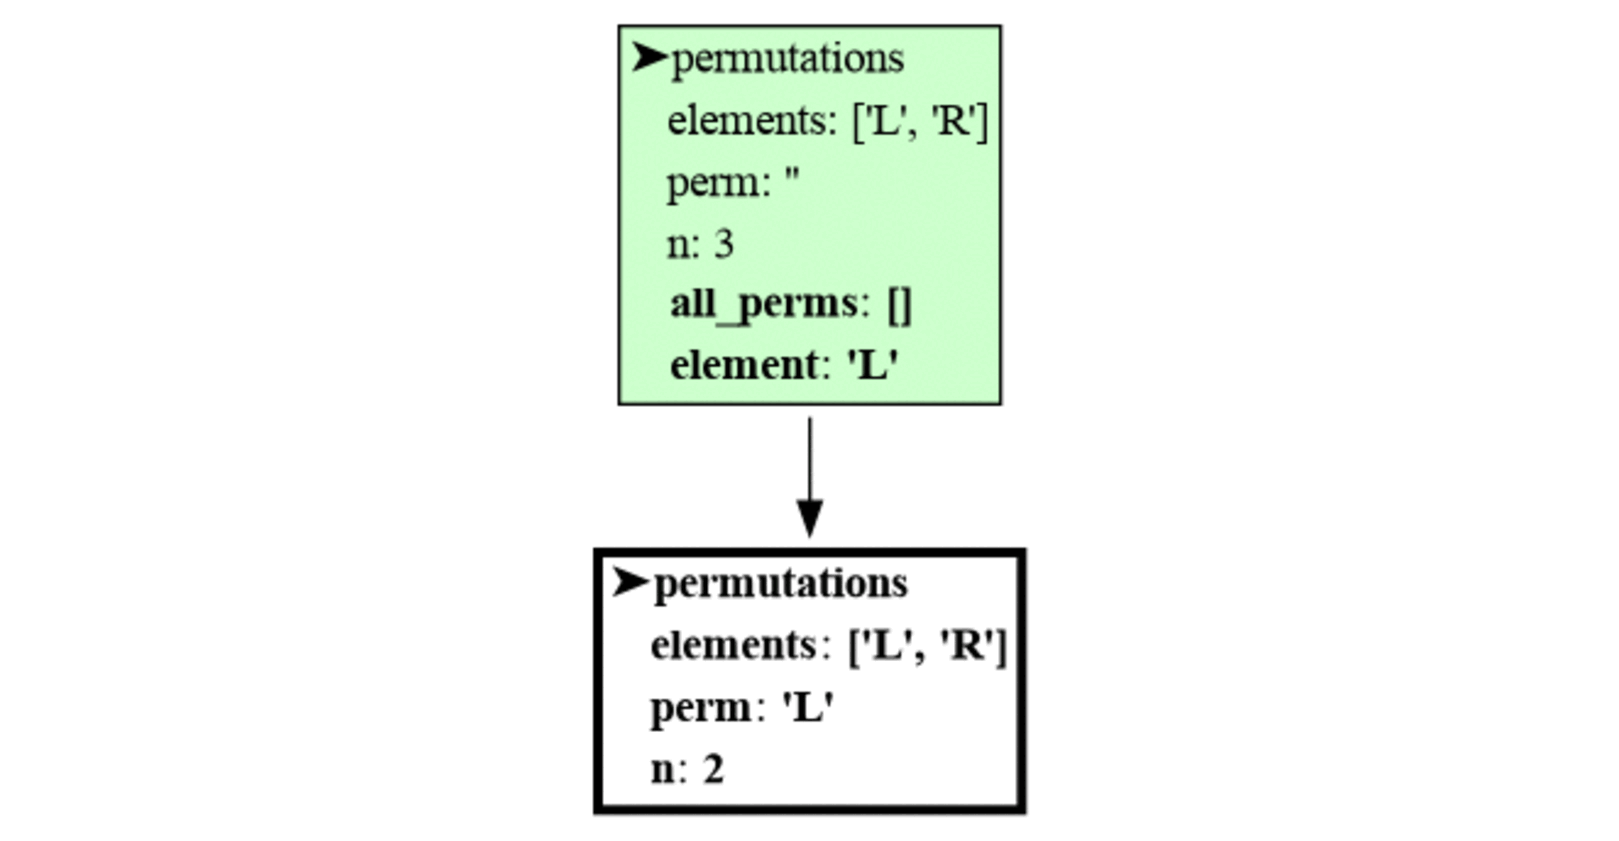 ➤permutations
elements: ['L', 'R']
perm: ''
n: 3
all_perms: []
element: 'L'
➤permutations
elements: ['L', 'R']
perm: 'L'
n: 2